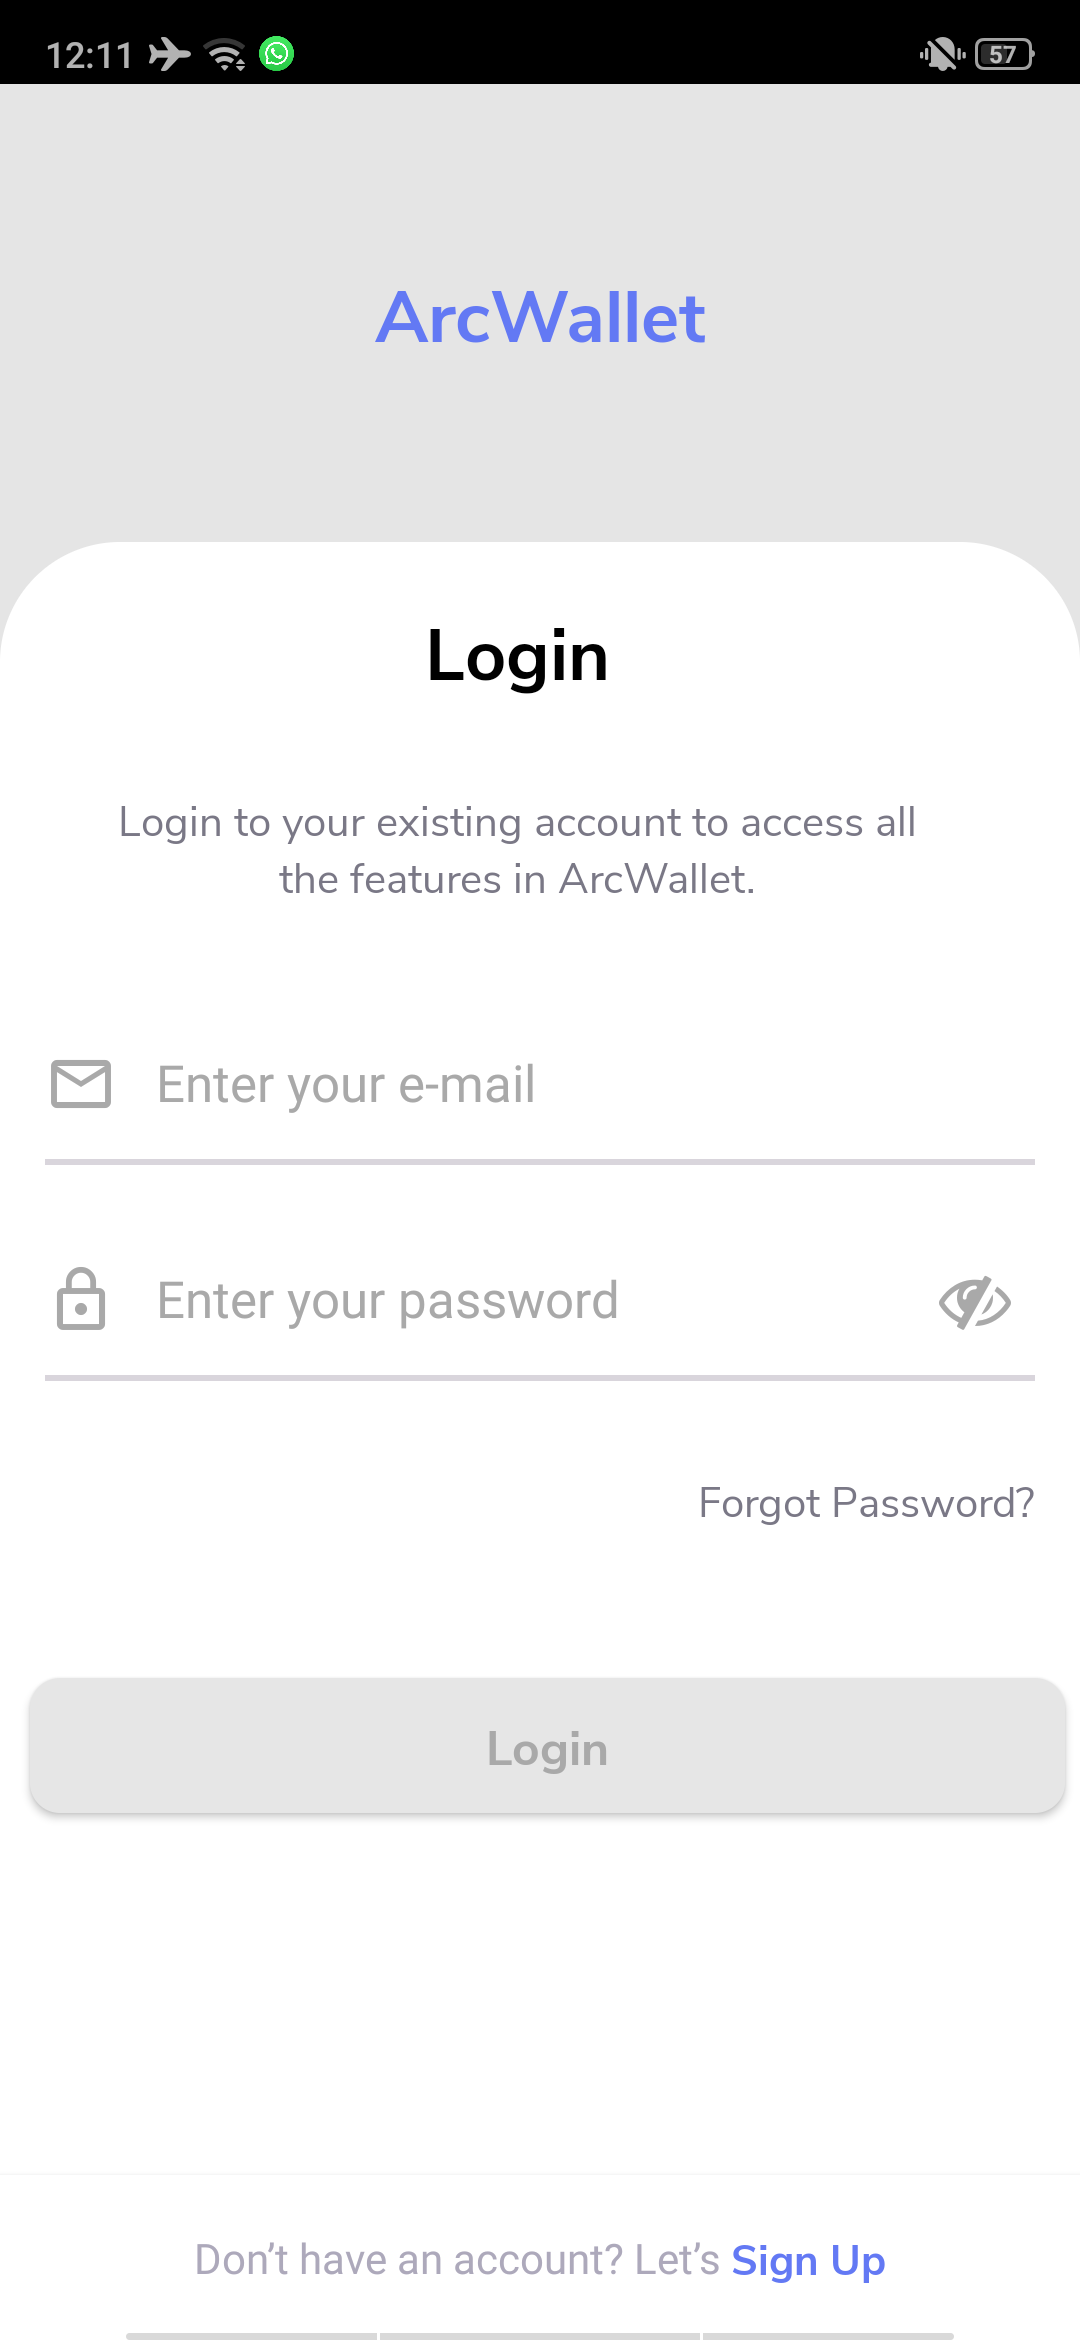 12:11
57
ArcWallet
Login
Login to your existing account to access all
the features in ArcWallet.
Enter your e-mail
Enter your password
Forgot Password?
Login
Don’t have an account? Let’s Sign Up